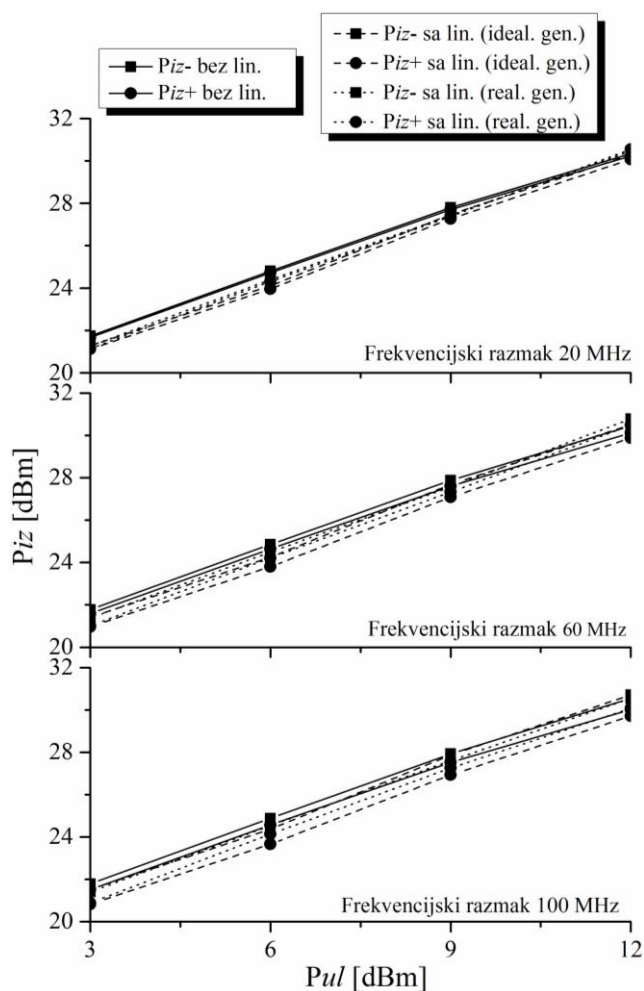 Piz- bez lin.
Piz+ bez lin.
Piz- sa lin. (ideal. gen.)
Piz+ sa lin. (ideal. gen.)
Piz- sa lin. (real. gen.)
Piz+ sa lin. (real. gen.)
32
28
24
20
Frekvencijski razmak 20 MHz
32
28
24
20
Frekvencijski razmak 60 MHz
Piz [dBm]
32
28
24
20
Frekvencijski razmak 100 MHz
3 6 9 12
Pul [dBm]